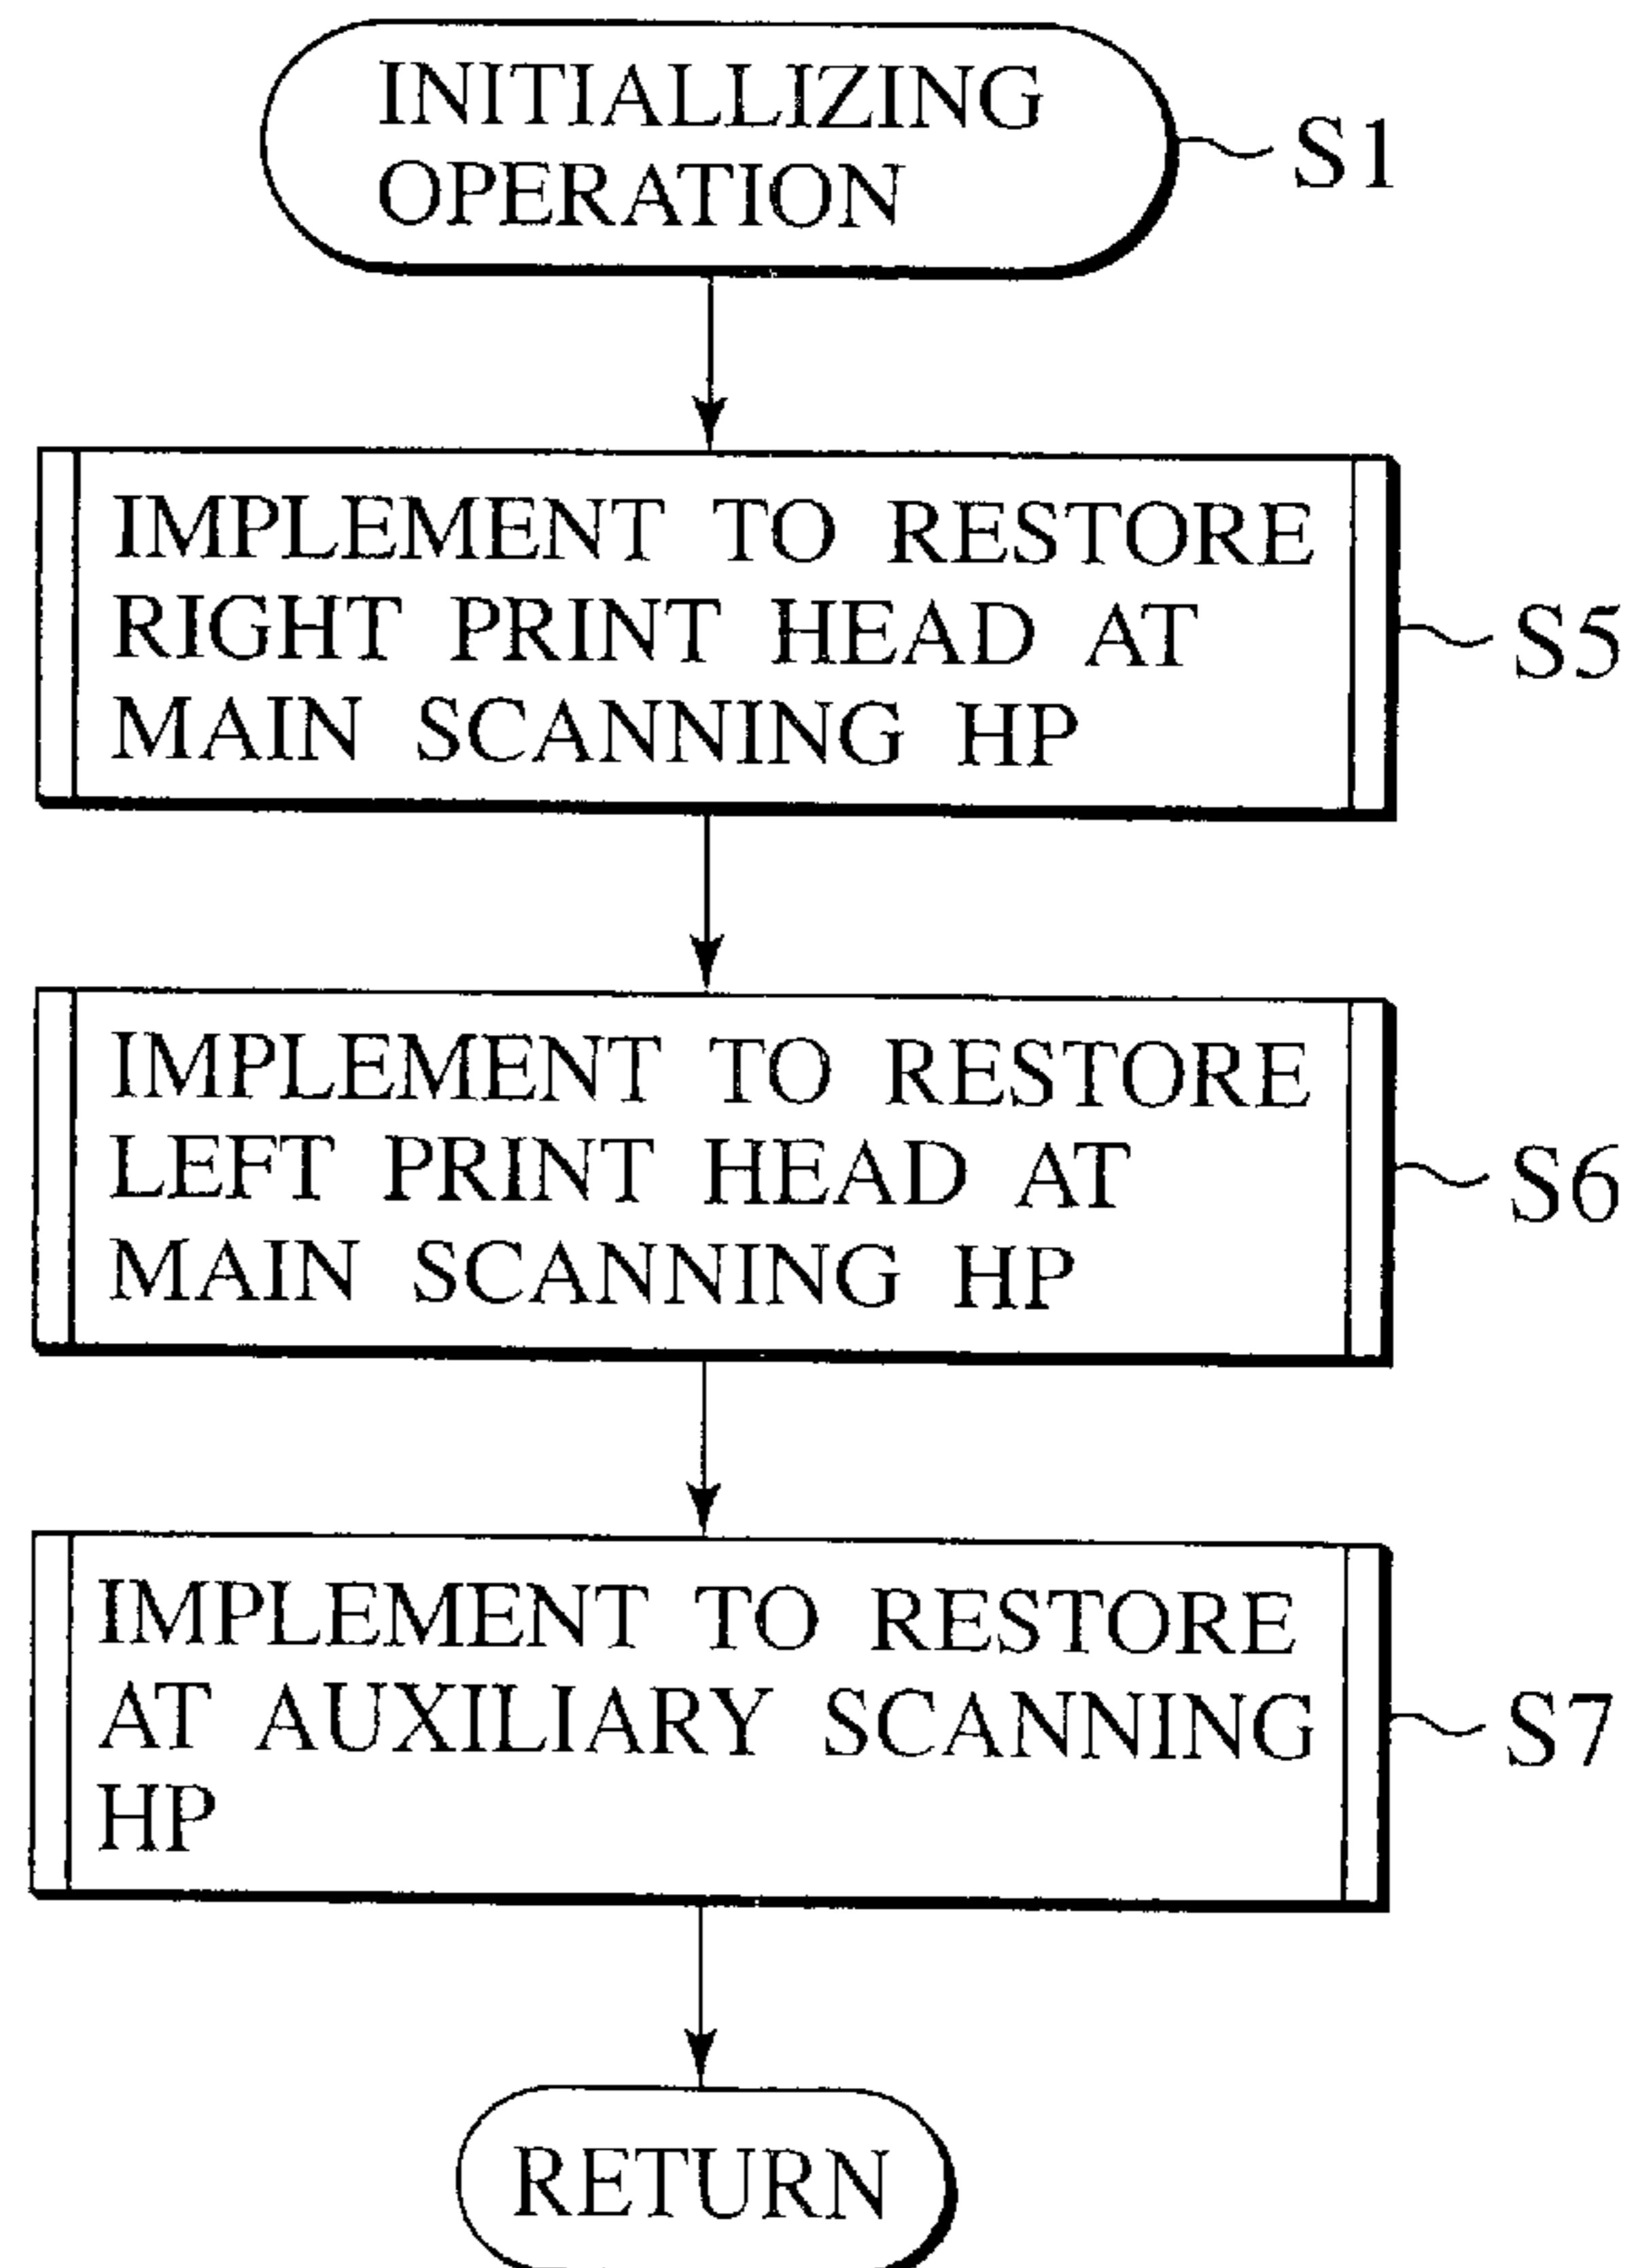 INITIALLIZING
OPERATION
S1
IMPLEMENT TO RESTORE
RIGHT PRINT HEAD AT
MAIN SCANNING HP
S5
IMPLEMENT TO RESTORE
LEFT PRINT HEAD AT
MAIN SCANNING HP
S6
IMPLEMENT TO RESTORE
AT AUXILIARY SCANNING
HP
S7
RETURN